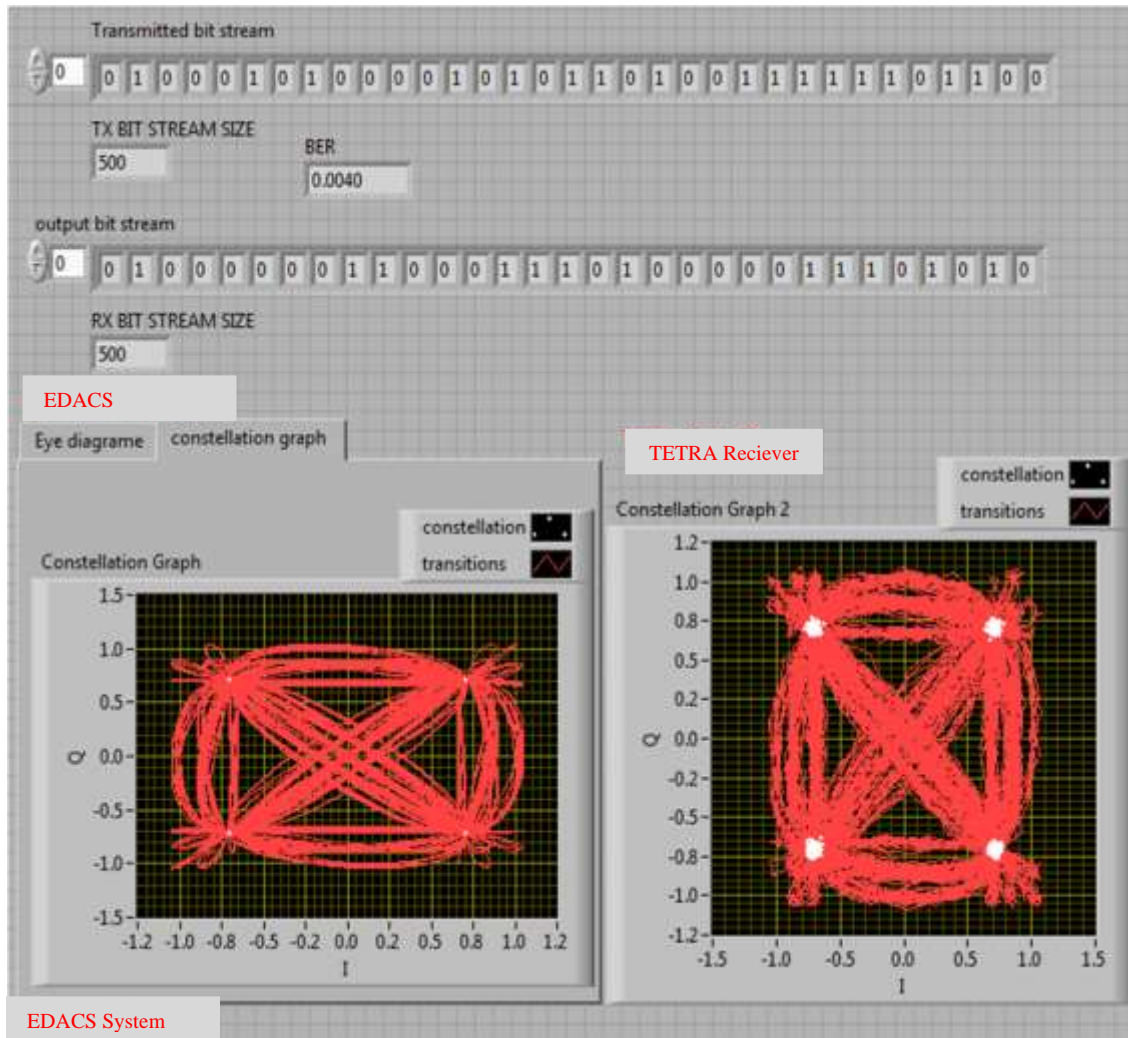 Transmitted bit stream
0 0 1 0 0 0 1 0 1 0 0 0 0 1 0 1 0 1 1 0 1 0 0 1 1 1 1 1 1 0 1 1 0 0
TX BIT STREAM SIZE
500
BER
0.0040
output bit stream
0 0 1 0 0 0 0 0 0 1 1 0 0 0 1 1 1 0 1 0 0 0 0 0 0 1 1 1 0 1 0 1 0
RX BIT STREAM SIZE
500
EDACS
Eye diagrame constellation graph
constellation
transitions
Constellation Graph
1.5
1.0
0.5
0.0
-0.5
-1.0
-1.5
Q
-1.2 -1.0 -0.8 -0.5 -0.2 0.0 0.2 0.5 0.8 1.0 1.2
I
EDACS System
TETRA Reciever
constellation
transitions
Constellation Graph 2
1.2
1.0
0.8
0.5
0.2
0.0
-0.2
-0.5
-0.8
-1.0
-1.2
Q
-1.5 -1.0 -0.5 0.0 0.5 1.0 1.5
I